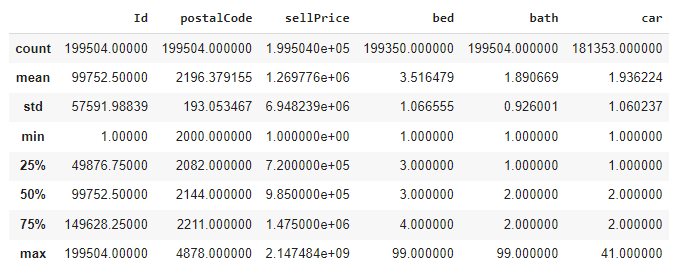 Id postalCode sellPrice bed bath car
count 199504.00000 199504.000000 1.995040e+05 199350.000000 199504.000000 181353.000000
mean 99752.50000 2196.379155 1.269776e+06 3.516479 1.890669 1.936224
std 57591.98839 193.053467 6.948239e+06 1.066555 0.926001 1.060237
min 1.00000 2000.000000 1.000000e+00 1.000000 1.000000 1.000000
25% 49876.75000 2082.000000 7.200000e+05 3.000000 1.000000 1.000000
50% 99752.50000 2144.000000 9.850000e+05 3.000000 2.000000 2.000000
75% 149628.25000 2211.000000 1.475000e+06 4.000000 2.000000 2.000000
max 199504.00000 4878.000000 2.147484e+09 99.000000 99.000000 41.000000